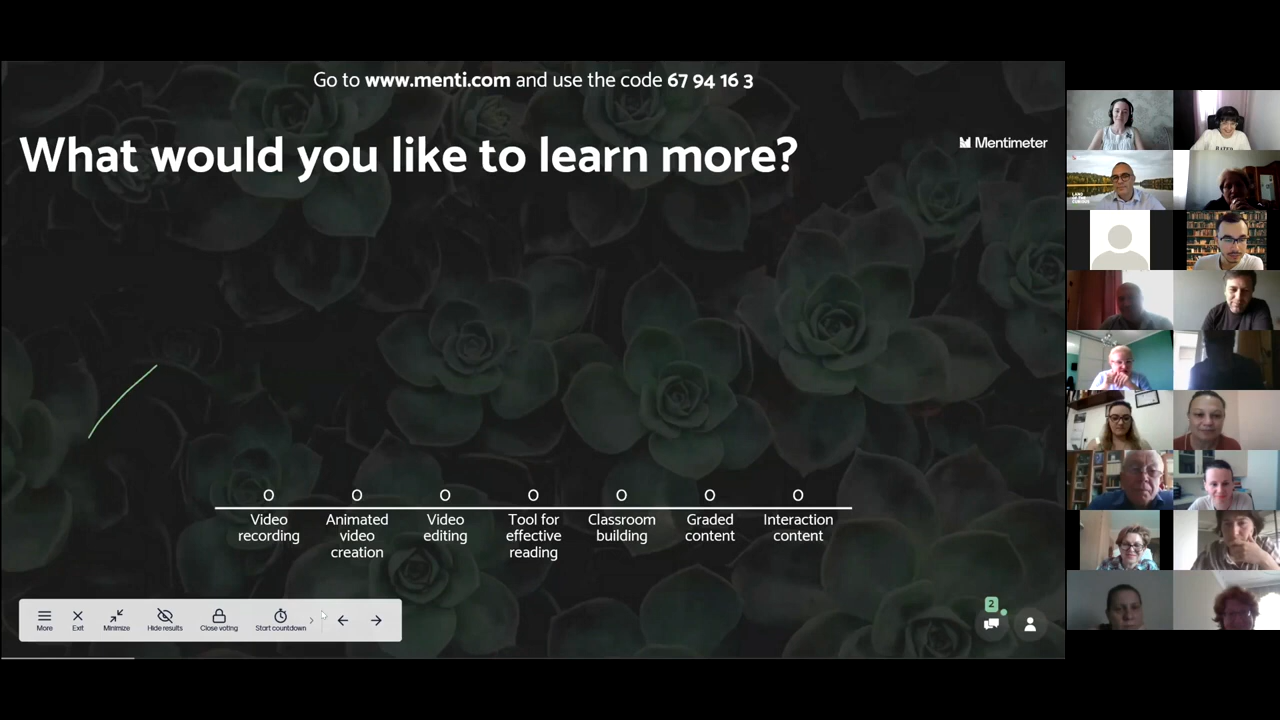 Go to www.menti.com and use the code 67 94 16 3
What would you like to learn more?
Mentimeter
0 0 0 0 0 0 0
Video recording
Animated video creation
Video editing
Tool for effective reading
Classroom building
Graded content
Interaction content
More
Exit
Minimize
Hide results
Close voting
Start countdown
2